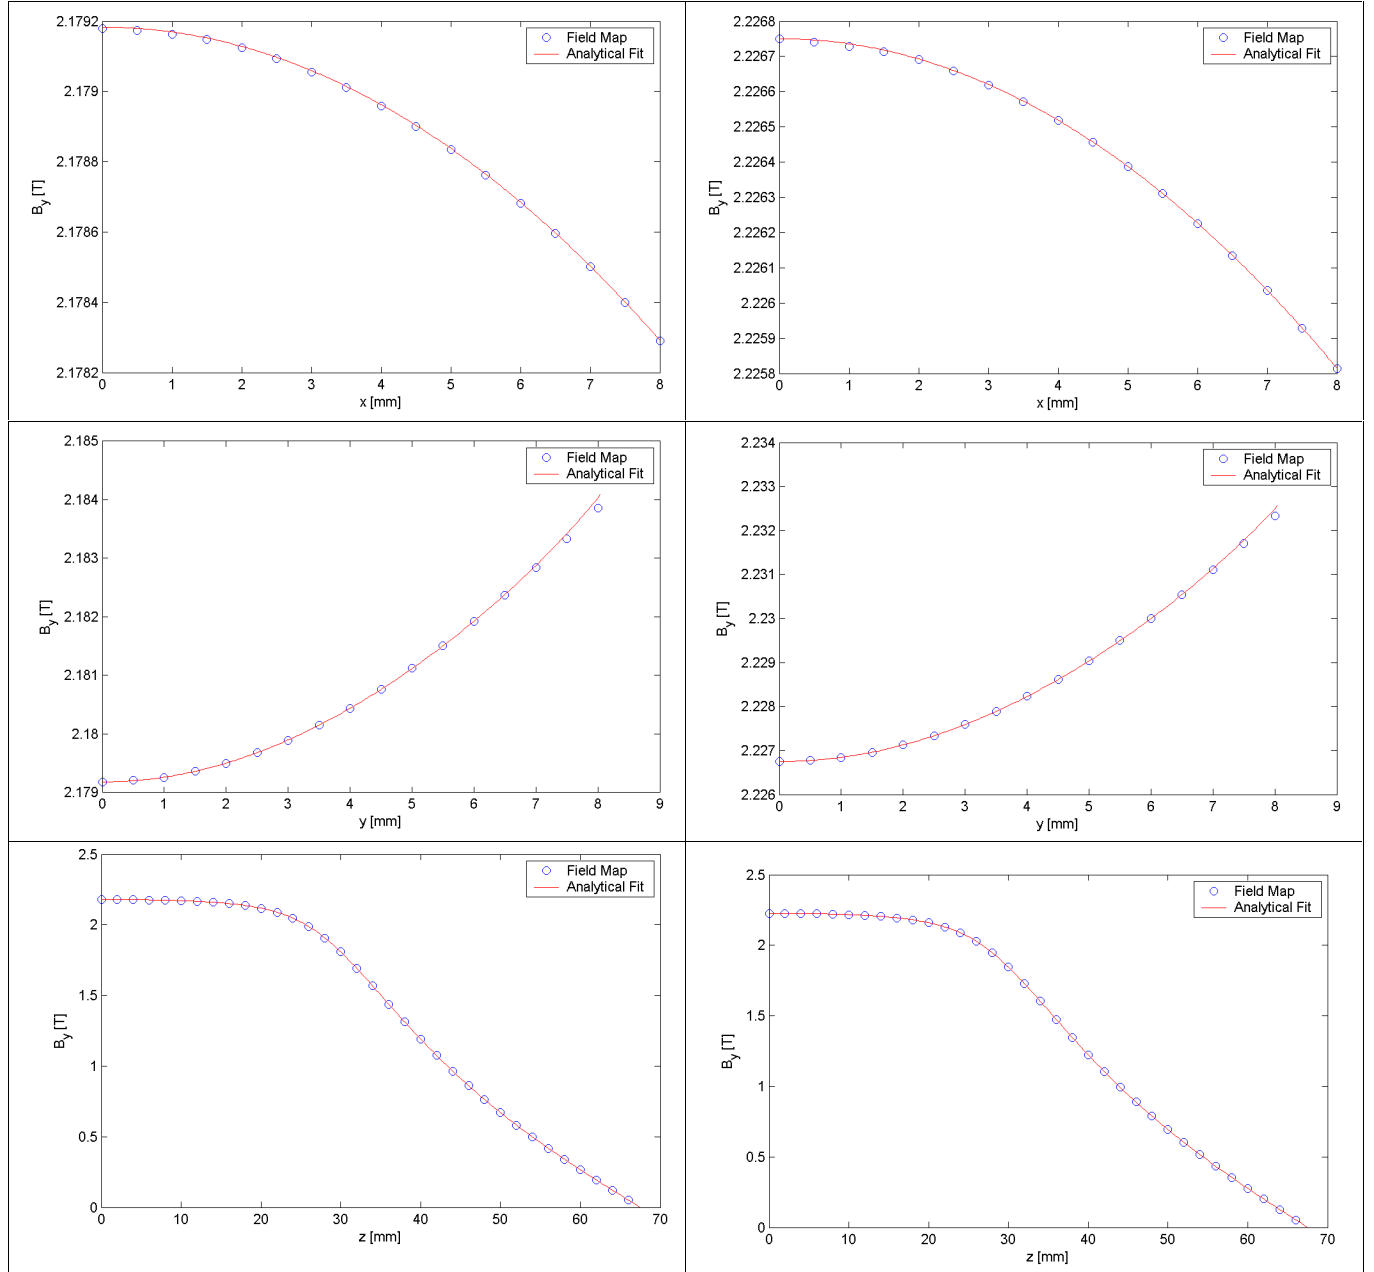 2.1792
2.179
2.1788
2.1786
2.1784
2.1782
B_y [T]
0 1 2 3 4 5 6 7 8
x [mm]
Field Map
Analytical Fit
2.2268
2.2267
2.2266
2.2265
2.2264
2.2263
2.2262
2.2261
2.226
2.2259
2.2258
B_y [T]
0 1 2 3 4 5 6 7 8
x [mm]
Field Map
Analytical Fit
2.185
2.184
2.183
2.182
2.181
2.18
2.179
B_y [T]
0 1 2 3 4 5 6 7 8 9
y [mm]
Field Map
Analytical Fit
2.234
2.233
2.232
2.231
2.23
2.229
2.228
2.227
2.226
B_y [T]
0 1 2 3 4 5 6 7 8 9
y [mm]
Field Map
Analytical Fit
2.5
2
1.5
1
0.5
0
B_y [T]
0 10 20 30 40 50 60 70
z [mm]
Field Map
Analytical Fit
2.5
2
1.5
1
0.5
0
B_y [T]
0 10 20 30 40 50 60 70
z [mm]
Field Map
Analytical Fit